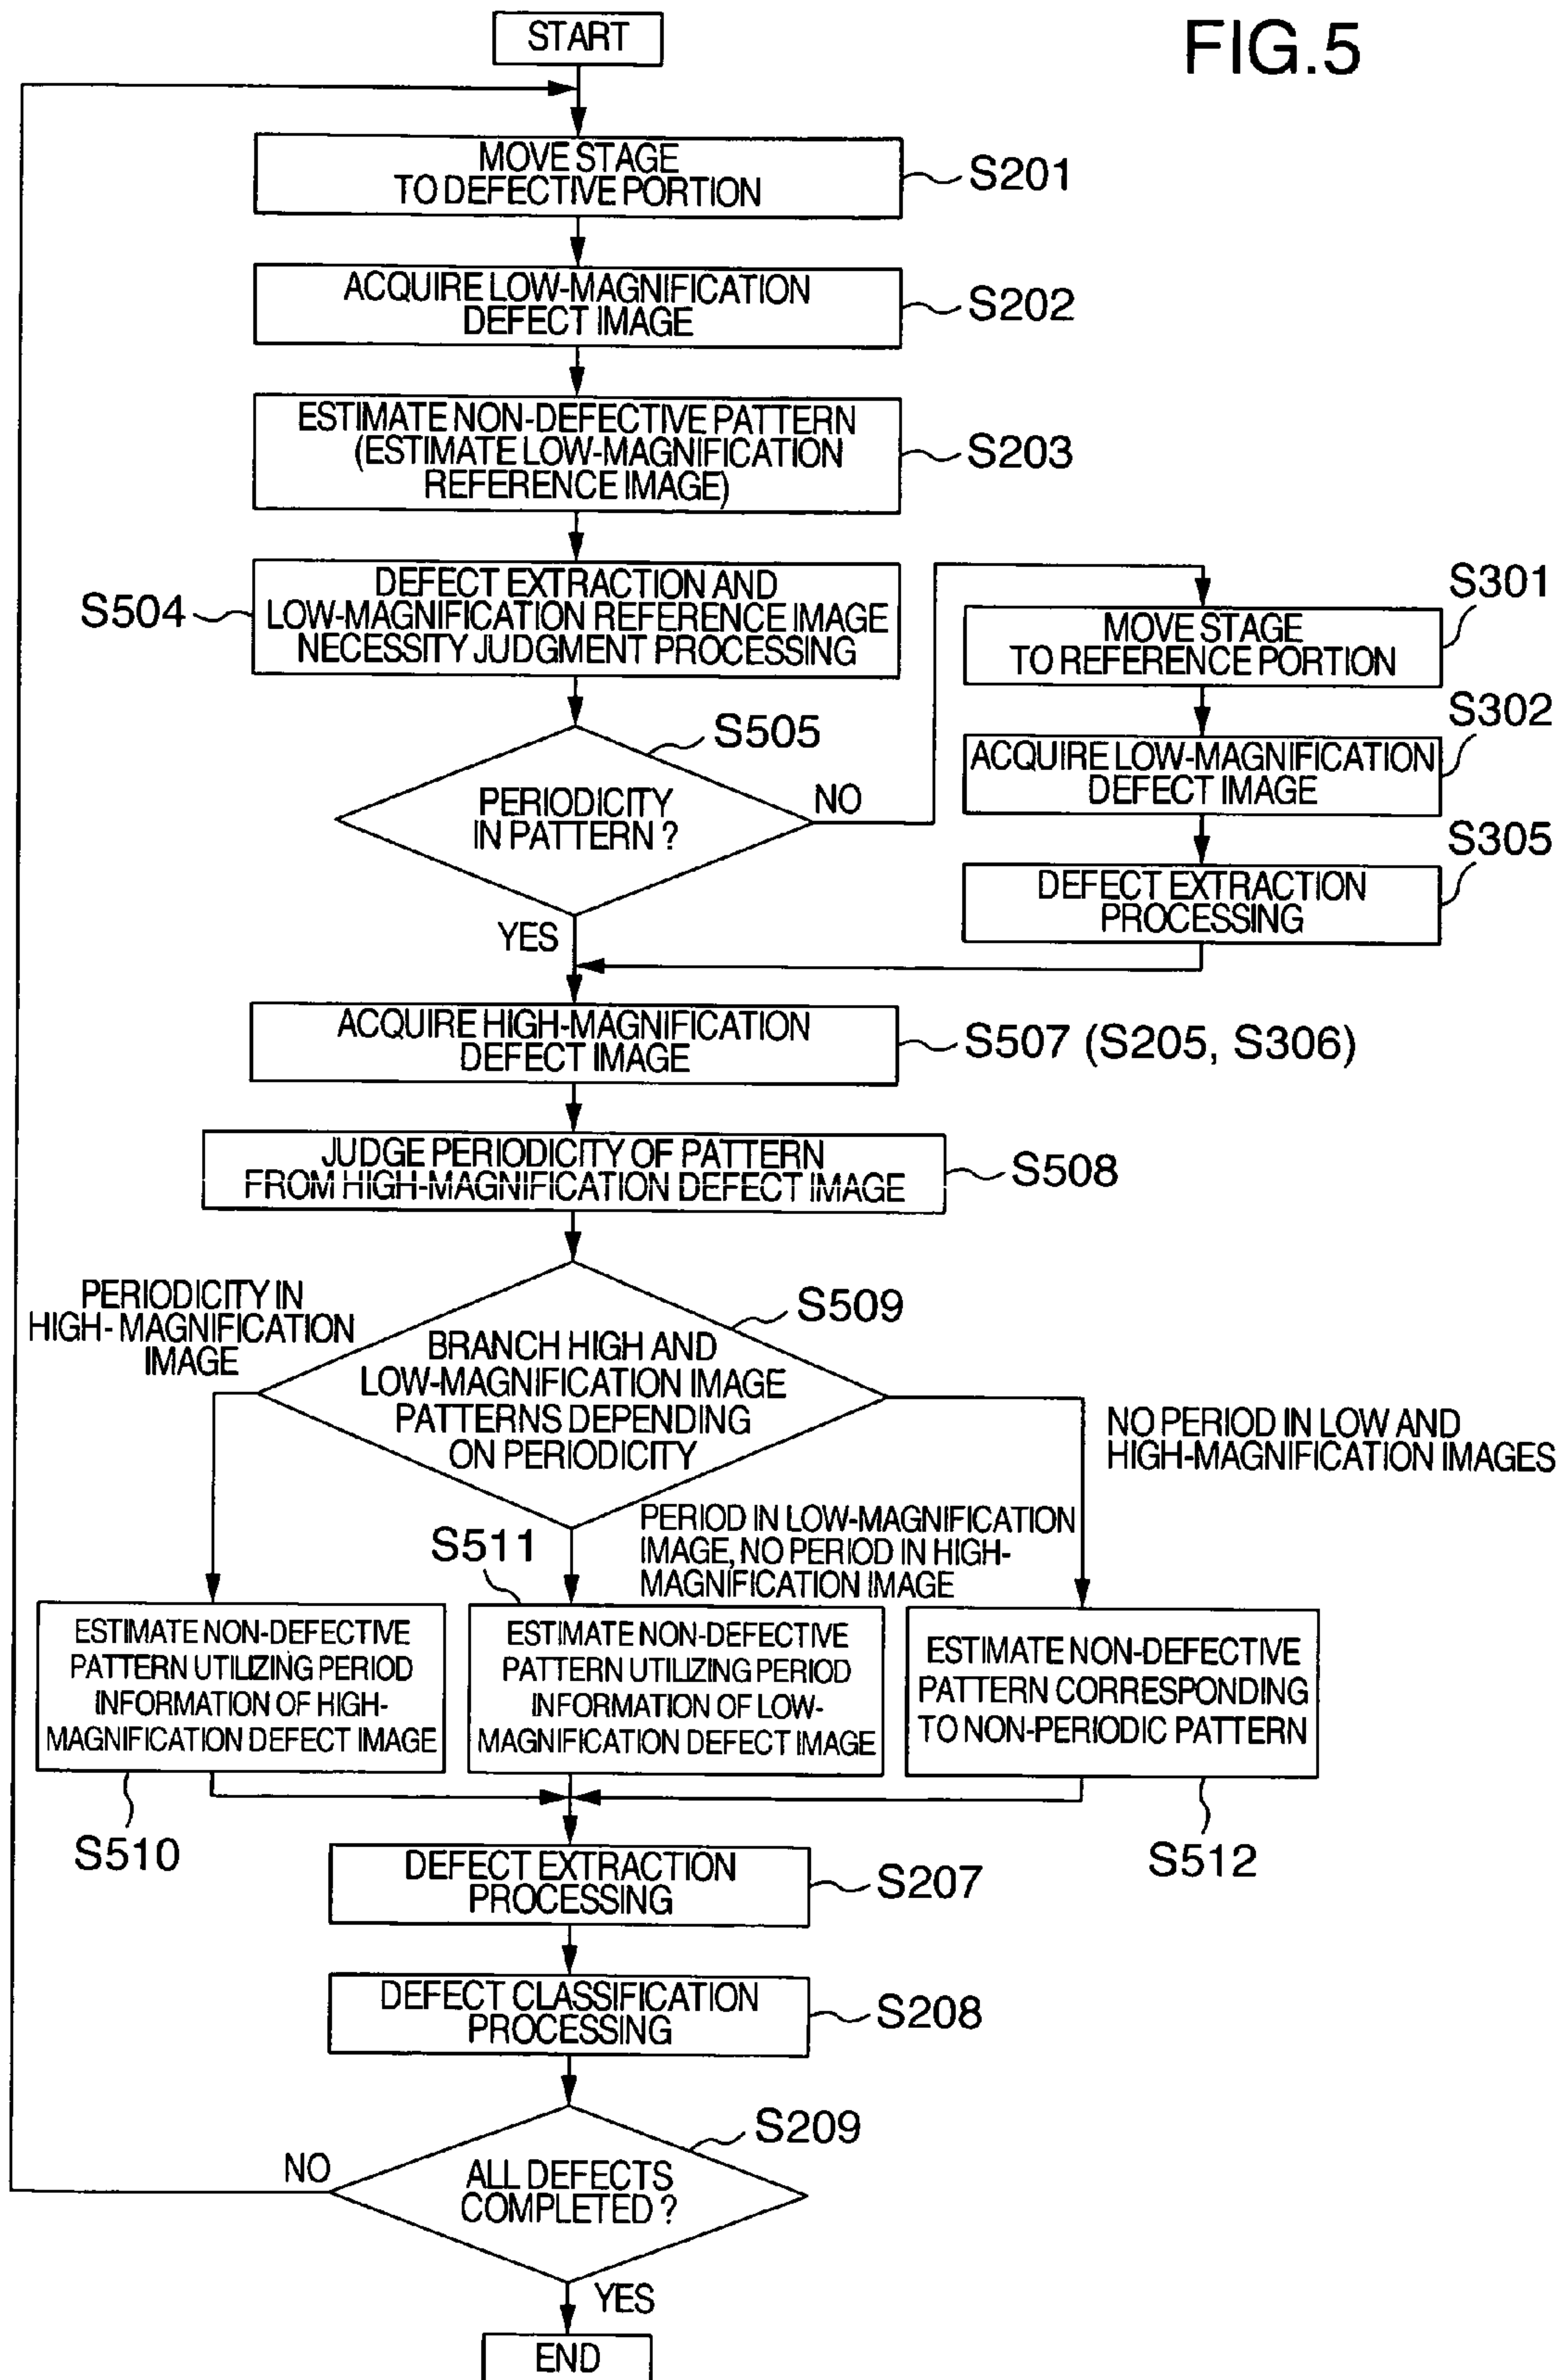 FIG.5
START
MOVE STAGE
TO DEFECTIVE PORTION
S201
ACQUIRE LOW-MAGNIFICATION
DEFECT IMAGE
S202
ESTIMATE NON-DEFECTIVE PATTERN
(ESTIMATE LOW-MAGNIFICATION
REFERENCE IMAGE)
S203
S504
DEFECT EXTRACTION AND
LOW-MAGNIFICATION REFERENCE IMAGE
NECESSITY JUDGMENT PROCESSING
S505
PERIODICITY
IN PATTERN ?
NO
YES
S301
MOVE STAGE
TO REFERENCE PORTION
S302
ACQUIRE LOW-MAGNIFICATION
DEFECT IMAGE
S305
DEFECT EXTRACTION
PROCESSING
ACQUIRE HIGH-MAGNIFICATION
DEFECT IMAGE
S507 (S205, S306)
JUDGE PERIODICITY OF PATTERN
FROM HIGH-MAGNIFICATION DEFECT IMAGE
S508
PERIODICITY IN
HIGH- MAGNIFICATION
IMAGE
S509
BRANCH HIGH AND
LOW-MAGNIFICATION IMAGE
PATTERNS DEPENDING
ON PERIODICITY
NO PERIOD IN LOW AND
HIGH-MAGNIFICATION IMAGES
S511
PERIOD IN LOW-MAGNIFICATION
IMAGE, NO PERIOD IN HIGH-
MAGNIFICATION IMAGE
ESTIMATE NON-DEFECTIVE
PATTERN UTILIZING PERIOD
INFORMATION OF HIGH-
MAGNIFICATION DEFECT IMAGE
ESTIMATE NON-DEFECTIVE
PATTERN UTILIZING PERIOD
INFORMATION OF LOW-
MAGNIFICATION DEFECT IMAGE
ESTIMATE NON-DEFECTIVE
PATTERN CORRESPONDING
TO NON-PERIODIC PATTERN
S510
S512
DEFECT EXTRACTION
PROCESSING
S207
DEFECT CLASSIFICATION
PROCESSING
S208
S209
NO
ALL DEFECTS
COMPLETED ?
YES
END